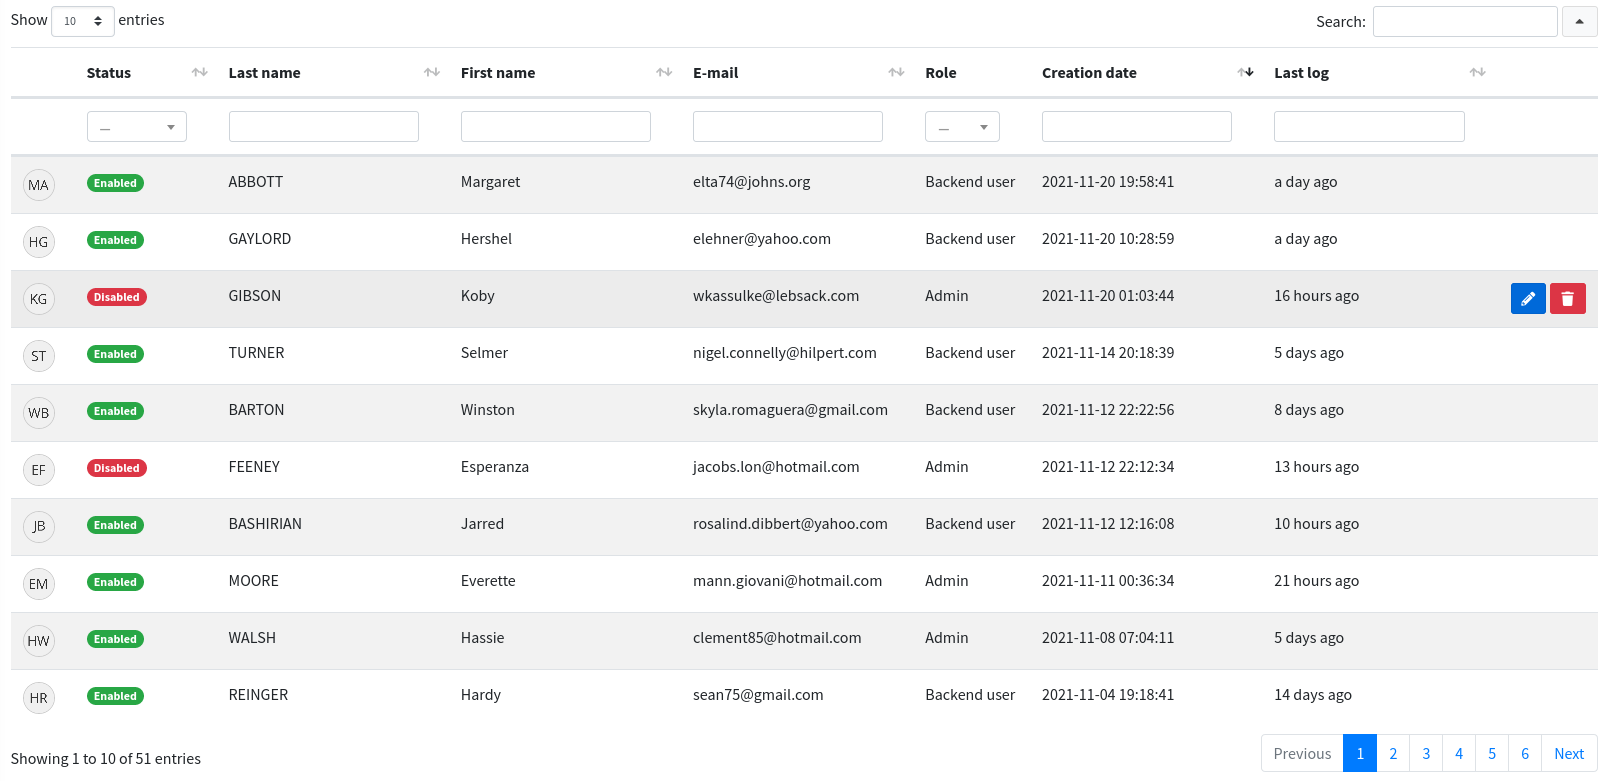 Show 10 entries Search:
Status Last name First name E-mail Role Creation date Last log
— —
MA Enabled ABBOTT Margaret elta74@johns.org Backend user 2021-11-20 19:58:41 a day ago
HG Enabled GAYLORD Hershel elehner@yahoo.com Backend user 2021-11-20 10:28:59 a day ago
KG Disabled GIBSON Koby wkassulke@lebsack.com Admin 2021-11-20 01:03:44 16 hours ago
ST Enabled TURNER Selmer nigel.connelly@hilpert.com Backend user 2021-11-14 20:18:39 5 days ago
WB Enabled BARTON Winston skyla.romaguera@gmail.com Backend user 2021-11-12 22:22:56 8 days ago
EF Disabled FEENEY Esperanza jacobs.lon@hotmail.com Admin 2021-11-12 22:12:34 13 hours ago
JB Enabled BASHIRIAN Jarred rosalind.dibbert@yahoo.com Backend user 2021-11-12 12:16:08 10 hours ago
EM Enabled MOORE Everette mann.giovani@hotmail.com Admin 2021-11-11 00:36:34 21 hours ago
HW Enabled WALSH Hassie clement85@hotmail.com Admin 2021-11-08 07:04:11 5 days ago
HR Enabled REINGER Hardy sean75@gmail.com Backend user 2021-11-04 19:18:41 14 days ago
Showing 1 to 10 of 51 entries Previous 1 2 3 4 5 6 Next